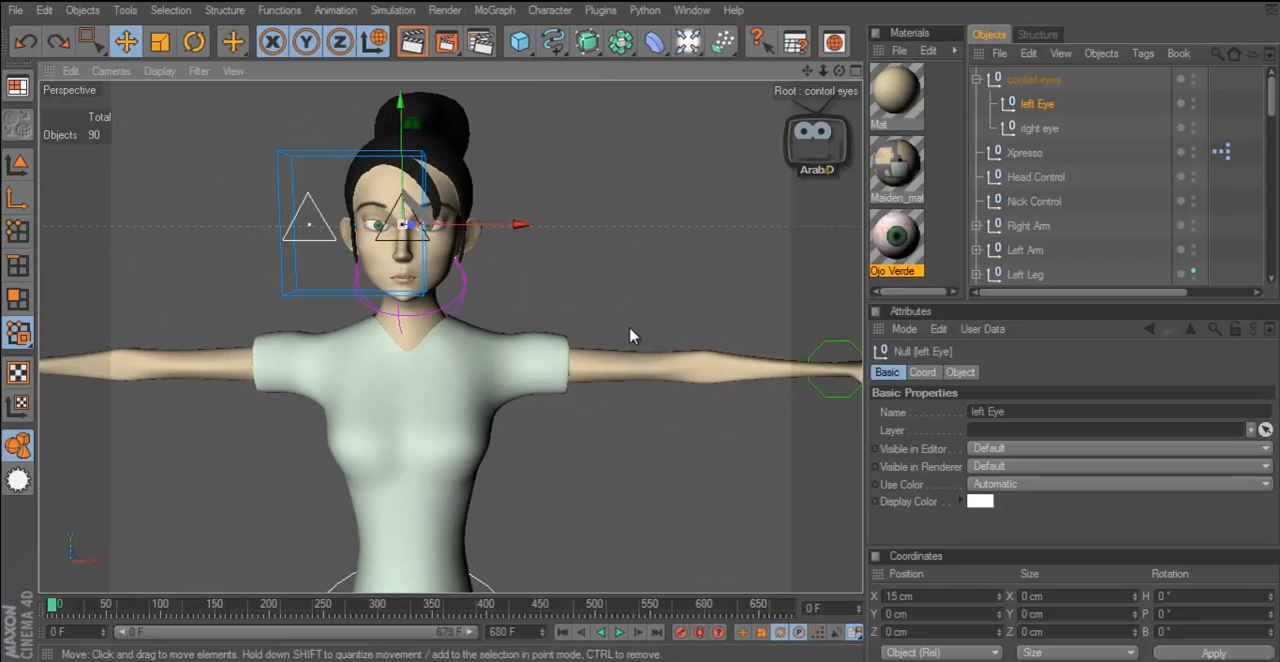 File Edit Objects Tools Selection Structure Functions Animation Simulation Render MoGraph Character Plugins Python Window Help
Edit Cameras Display Filter View
Perspective
Total
Objects 90
Root : contorl eyes
Arab4D
Materials
File Edit
Mat
Maiden_mat
Ojo Verde
Objects Structure
File Edit View Objects Tags Book
contorl eyes
left Eye
right eye
Xpresso
Head Control
Nick Control
Right Arm
Left Arm
Left Leg
Attributes
Mode Edit User Data
Null [left Eye]
Basic Coord. Object
Basic Properties
Name left Eye
Layer
Visible in Editor Default
Visible in Renderer Default
Use Color Automatic
Display Color
Coordinates
Position Size Rotation
X 15 cm X 0 cm H 0 °
Y 0 cm Y 0 cm P 0 °
Z 0 cm Z 0 cm B 0 °
Object (Rel) Size Apply
0 50 100 150 200 250 300 350 400 450 500 550 600 650 0 F
0 F 0 F 679 F 680 F
Move: Click and drag to move elements. Hold down SHIFT to quantize movement / add to the selection in point mode, CTRL to remove.
MAXON
CINEMA 4D